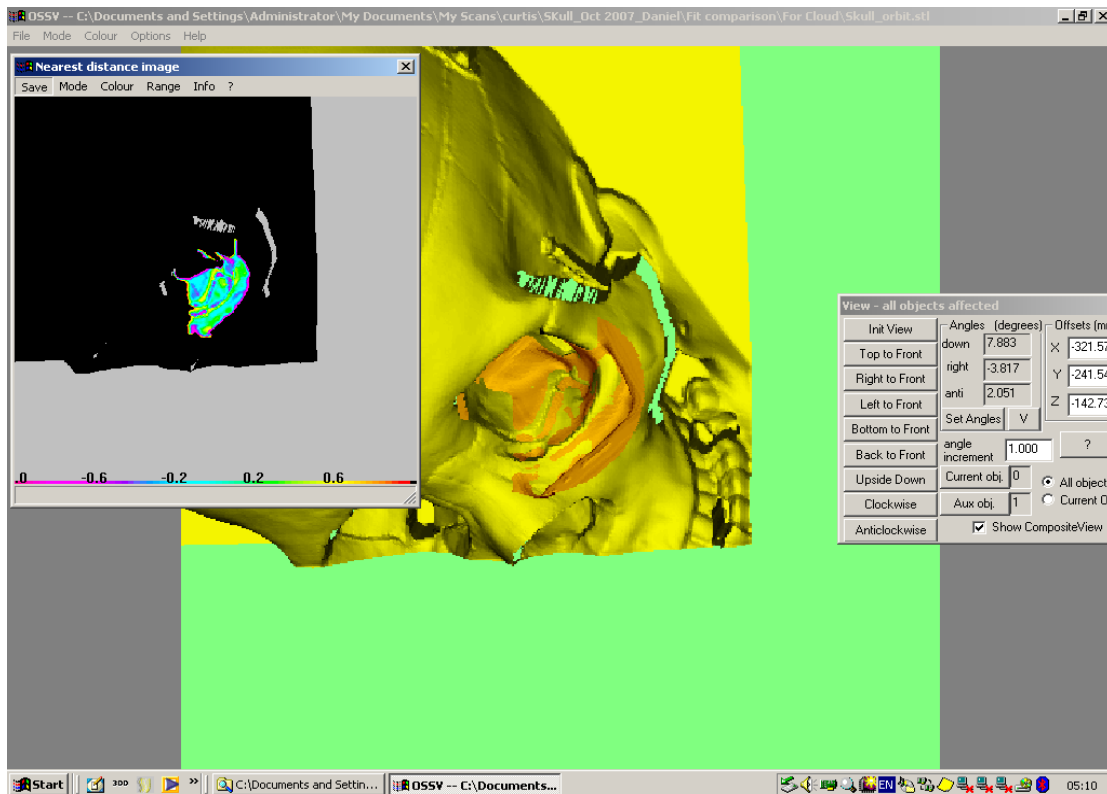 OSSV -- C:\Documents and Settings\Administrator\My Documents\My Scans\curtis\SKull_Oct 2007_Daniel\Fit comparison\For Cloud\Skull_orbit.stl
File Mode Colour Options Help
Nearest distance image
Save Mode Colour Range Info ?
.0 -0.6 -0.2 0.2 0.6
View - all objects affected
Init View
Top to Front
Right to Front
Left to Front
Bottom to Front
Back to Front
Upside Down
Clockwise
Anticlockwise
Angles (degrees)
down 7.883
right -3.817
anti 2.051
Set Angles V
angle increment 1.000
Current obj. 0
Aux obj. 1
Show CompositeView
Offsets (m
X -321.57
Y -241.54
Z -142.73
?
All object
Current O
Start 3DD » C:\Documents and Settin... OSSV -- C:\Documents... EN 05:10